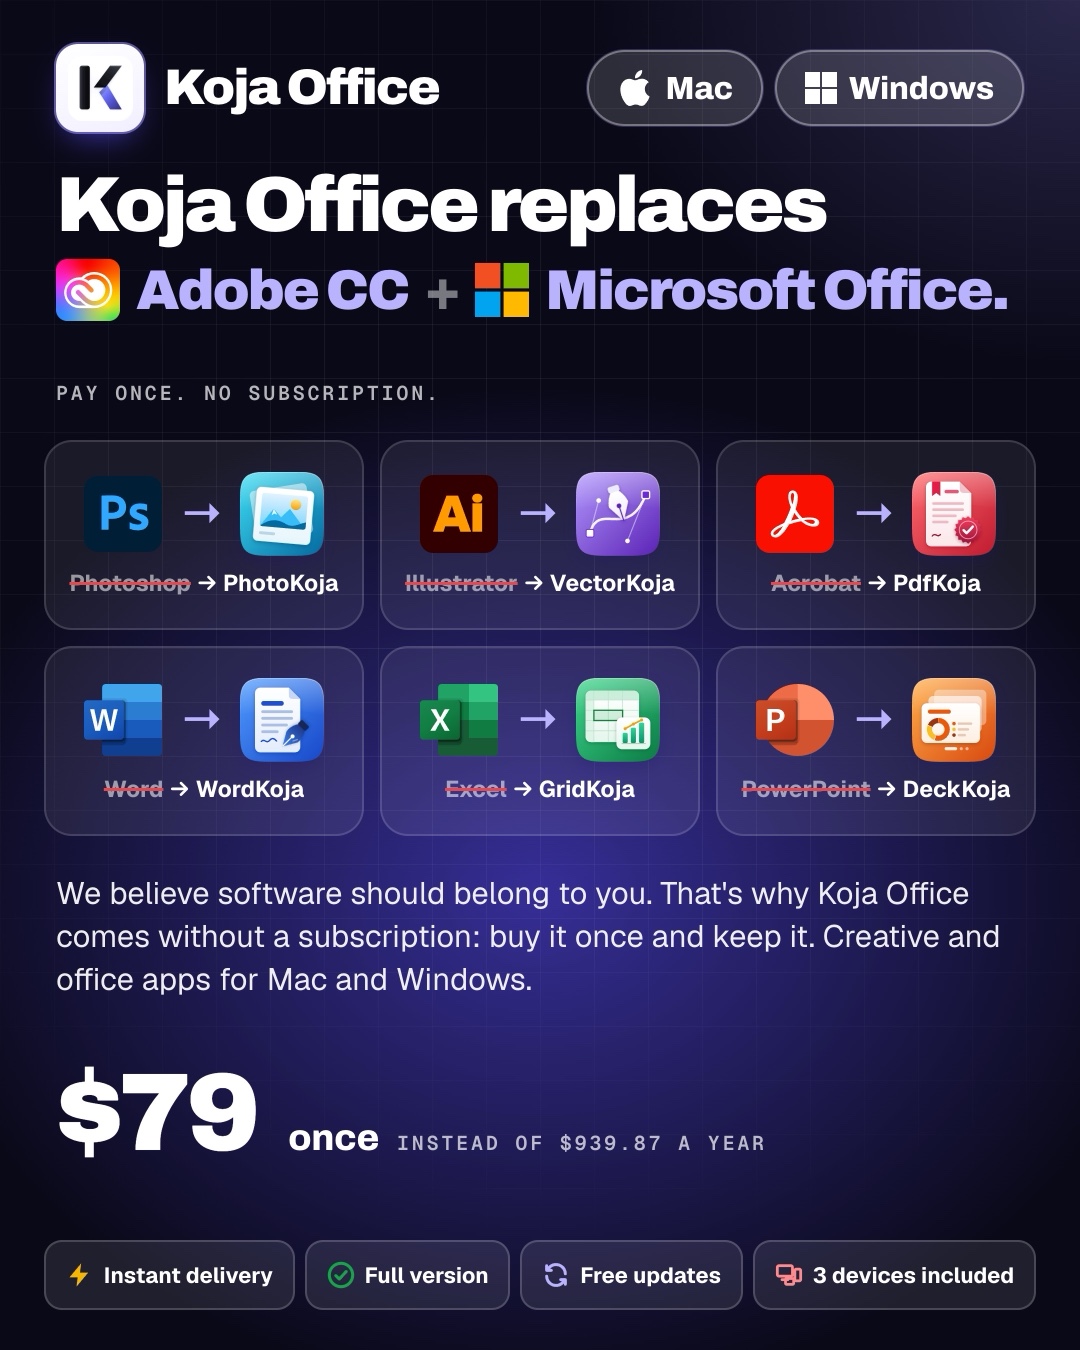 K Koja Office
Mac
Windows
Koja Office replaces
Adobe CC + Microsoft Office.
PAY ONCE. NO SUBSCRIPTION.
Ps
Photoshop → PhotoKoja
Ai
Illustrator → VectorKoja
Acrobat → PdfKoja
W
Word → WordKoja
X
Excel → GridKoja
P
PowerPoint → DeckKoja
We believe software should belong to you. That's why Koja Office
comes without a subscription: buy it once and keep it. Creative and
office apps for Mac and Windows.
$79 once INSTEAD OF $939.87 A YEAR
Instant delivery
Full version
Free updates
3 devices included